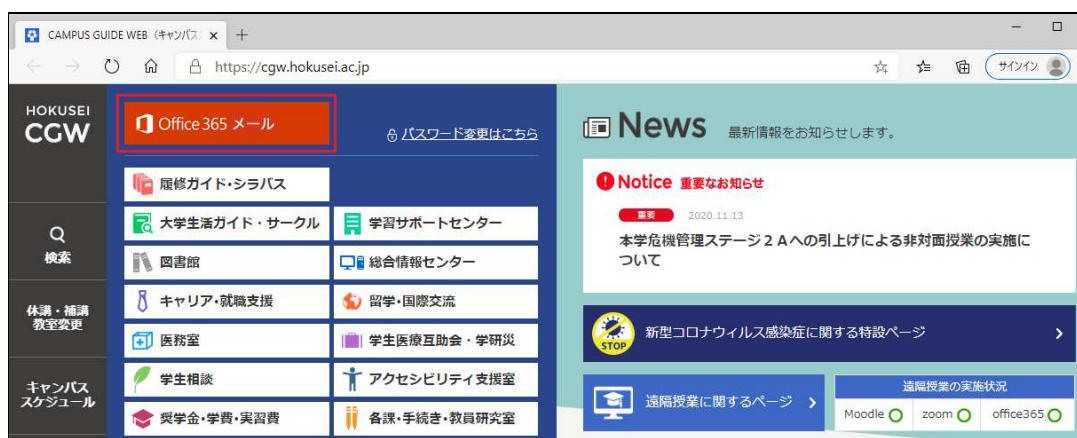 CAMPUS GUIDE WEB (キャンパス
https://cgw.hokusei.ac.jp
サインイン
HOKUSEI
CGW
検索
休講・補講
教室変更
キャンパス
スケジュール
Office 365 メール
パスワード変更はこちら
履修ガイド・シラバス
大学生活ガイド・サークル
学習サポートセンター
図書館
総合情報センター
キャリア・就職支援
留学・国際交流
医務室
学生医療互助会・学研災
学生相談
アクセシビリティ支援室
奨学金・学費・実習費
各課・手続き・教員研究室
News 最新情報をお知らせします。
Notice 重要なお知らせ
重要 2020.11.13
本学危機管理ステージ2Aへの引上げによる非対面授業の実施に
ついて
STOP
新型コロナウィルス感染症に関する特設ページ
遠隔授業に関するページ
遠隔授業の実施状況
Moodle zoom office365